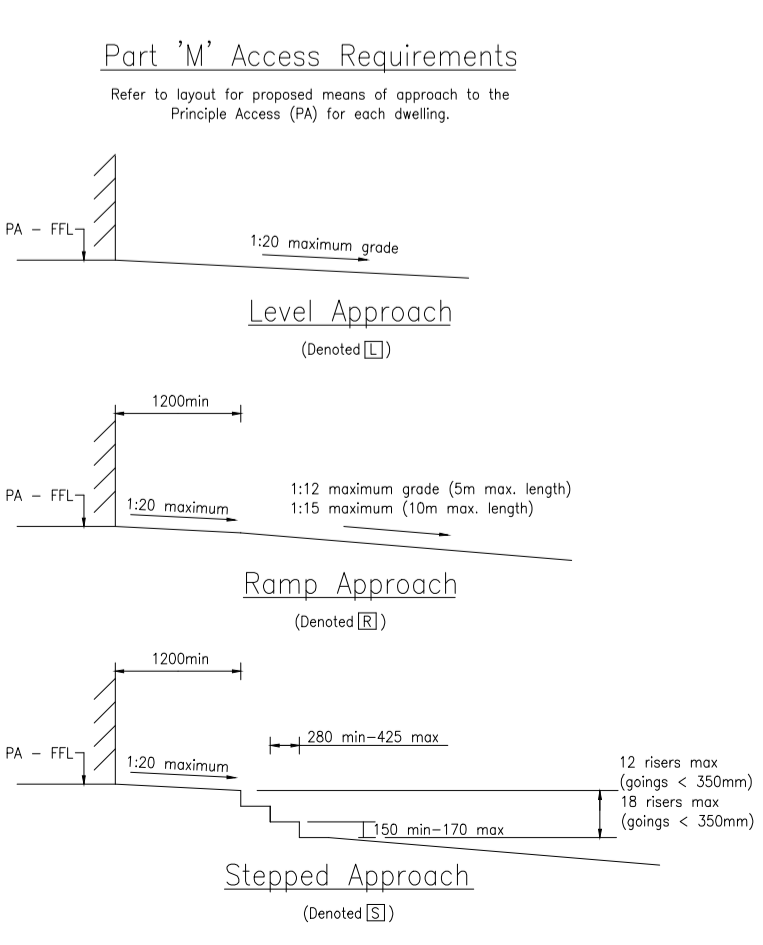 Part 'M' Access Requirements
Refer to layout for proposed means of approach to the
Principle Access (PA) for each dwelling.
PA - FFL
1:20 maximum grade
Level Approach
(Denoted L)
1200min
PA - FFL
1:20 maximum
1:12 maximum grade (5m max. length)
1:15 maximum (10m max. length)
Ramp Approach
(Denoted R)
1200min
PA - FFL
1:20 maximum
280 min-425 max
12 risers max
(goings < 350mm)
18 risers max
(goings < 350mm)
150 min-170 max
Stepped Approach
(Denoted S)